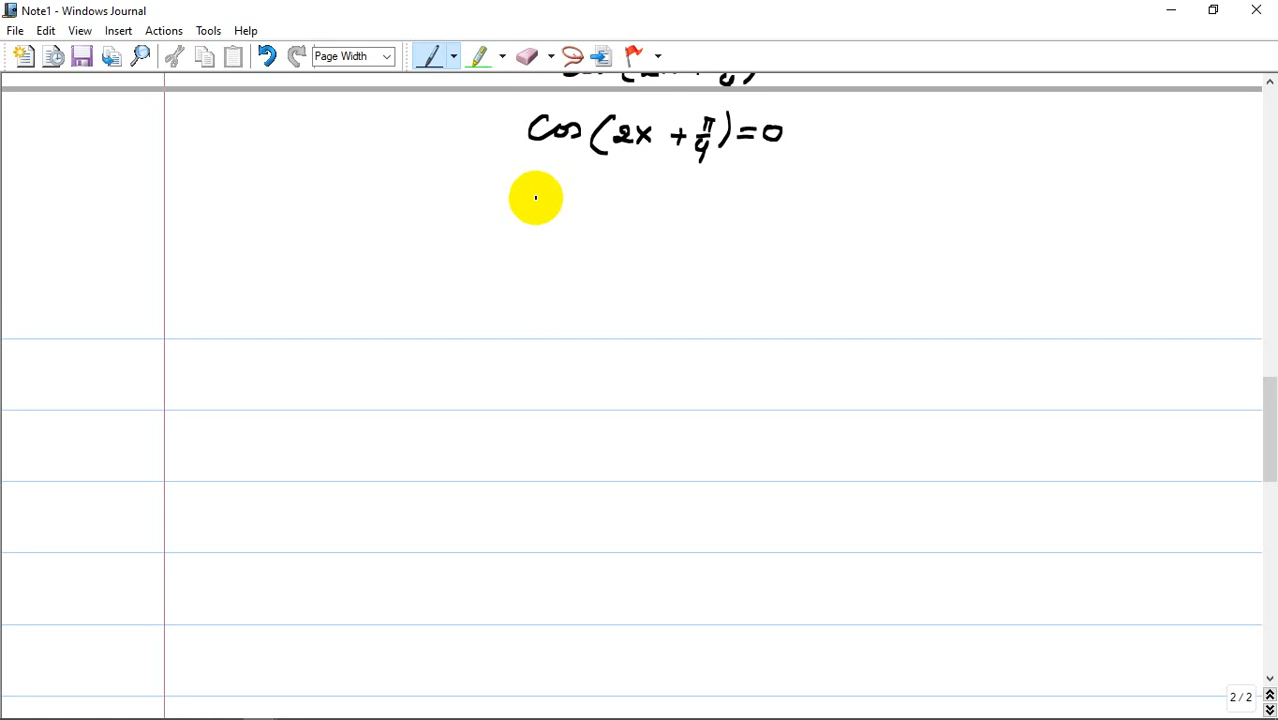 Note1 - Windows Journal
File Edit View Insert Actions Tools Help
Page Width
Cos(2x + π/4) = 0
2 / 2